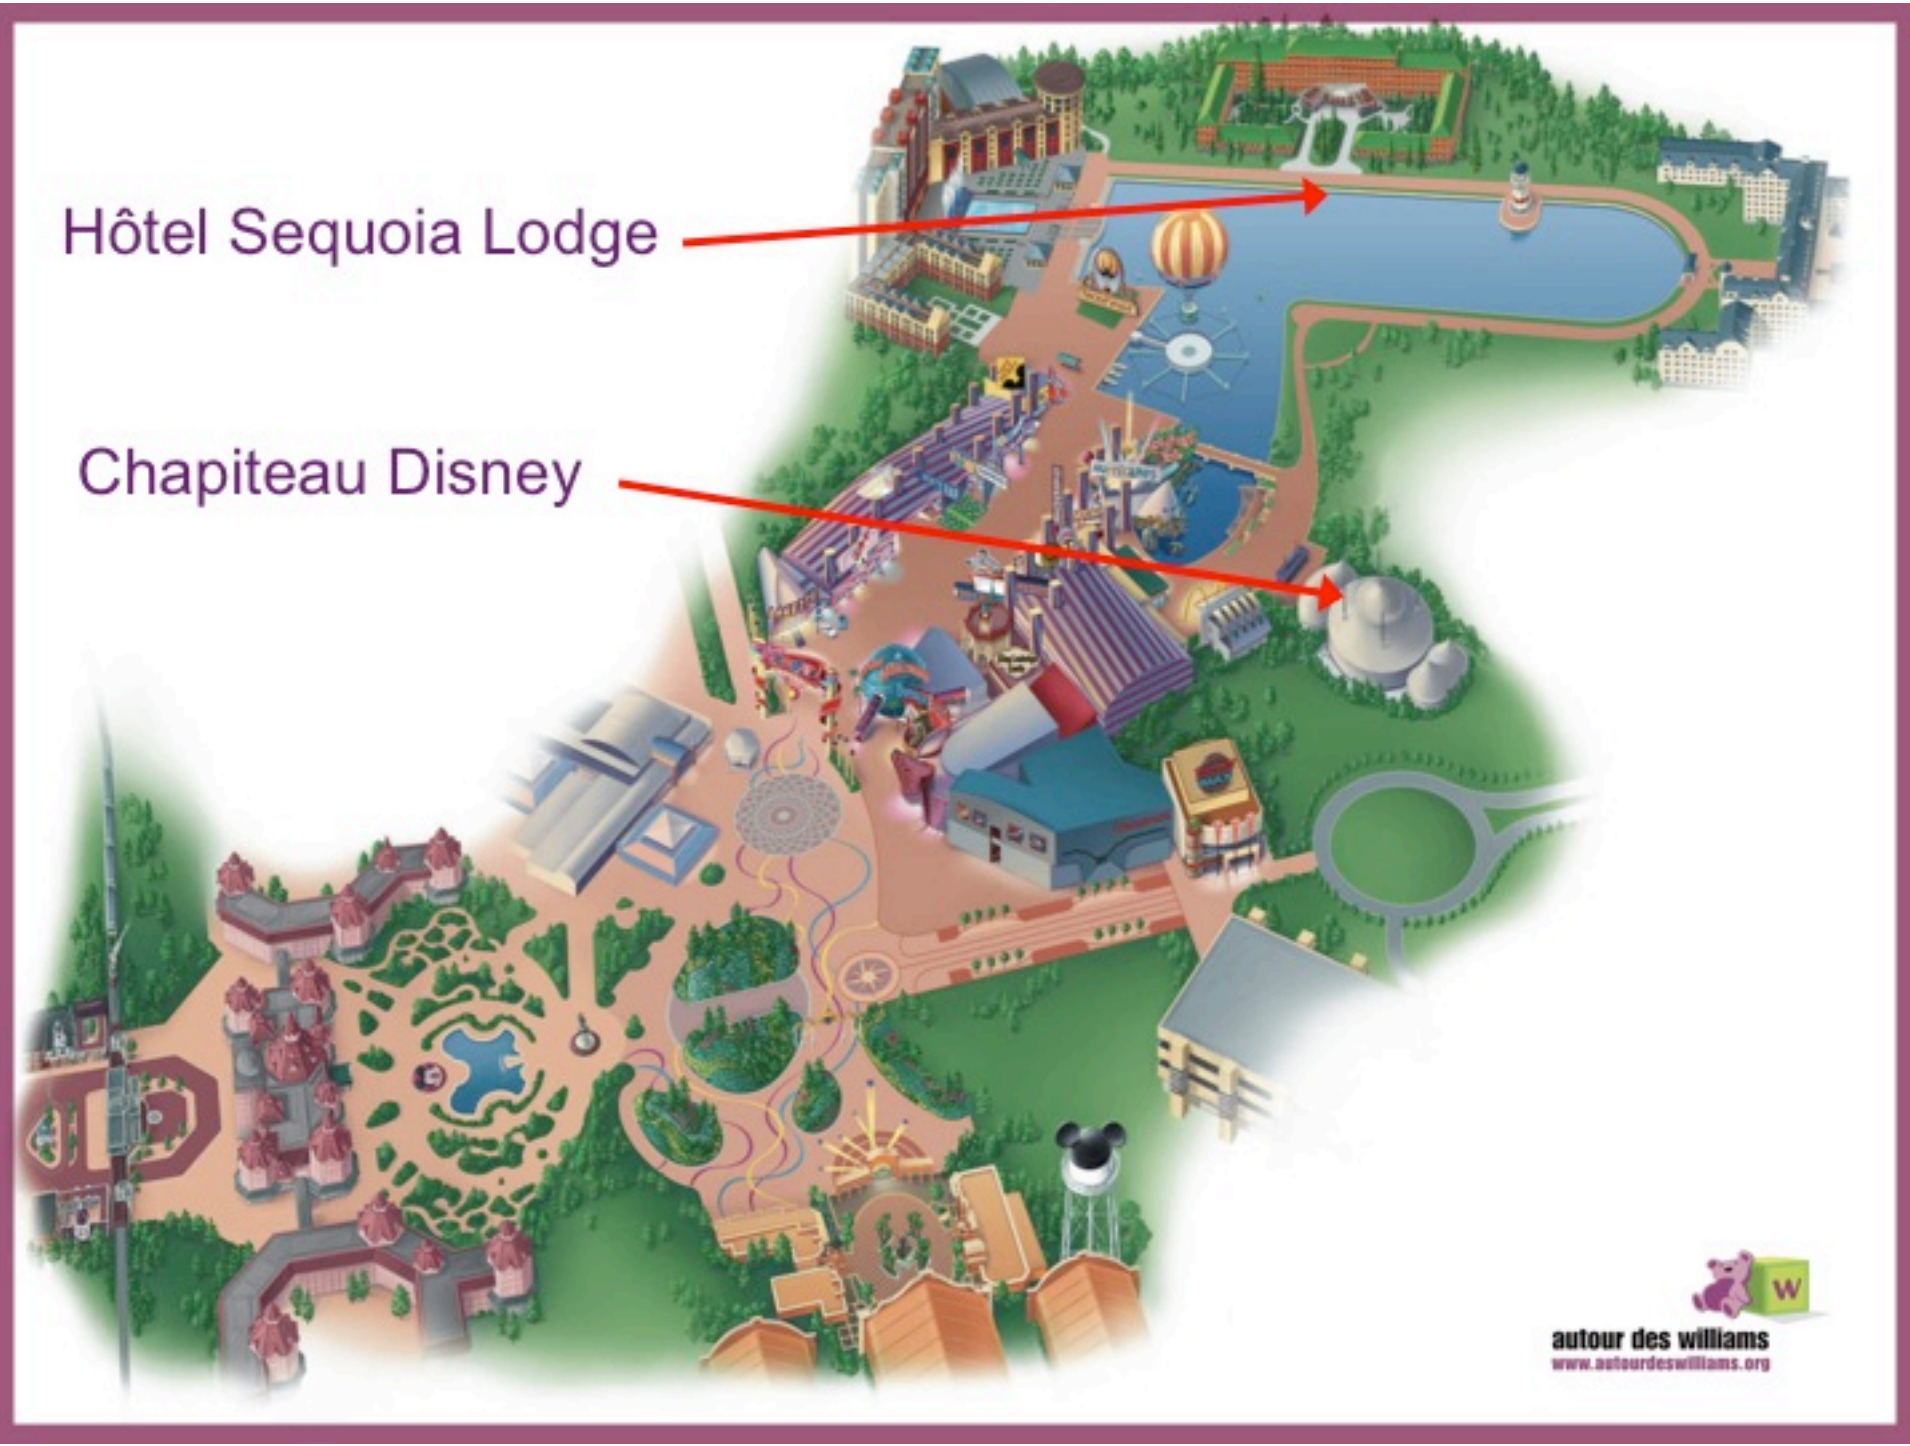 Hôtel Sequoia Lodge
Chapiteau Disney
W
autour des williams
www.autourdeswilliams.org